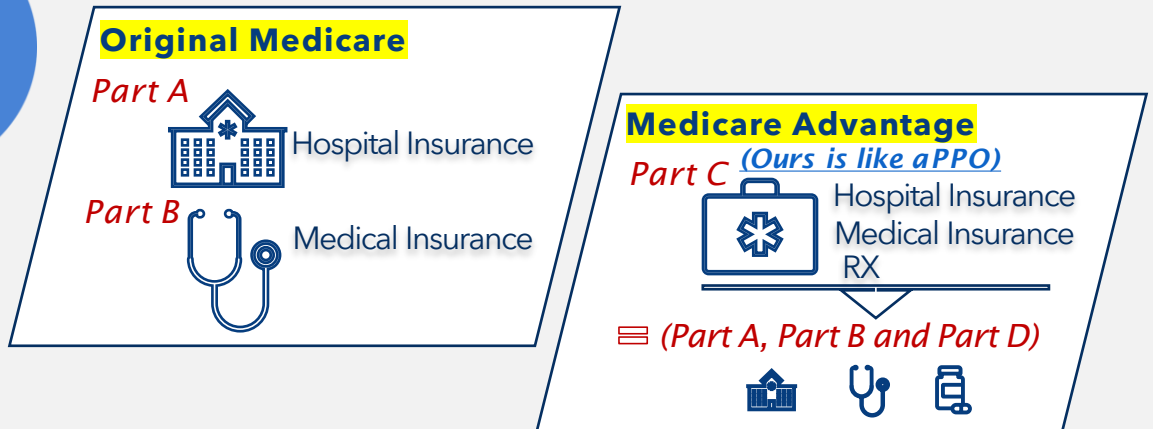 Original Medicare
Part A
Hospital Insurance
Part B
Medical Insurance
Medicare Advantage
(Ours is like a PPO)
Part C
Hospital Insurance
Medical Insurance
RX
= (Part A, Part B and Part D)